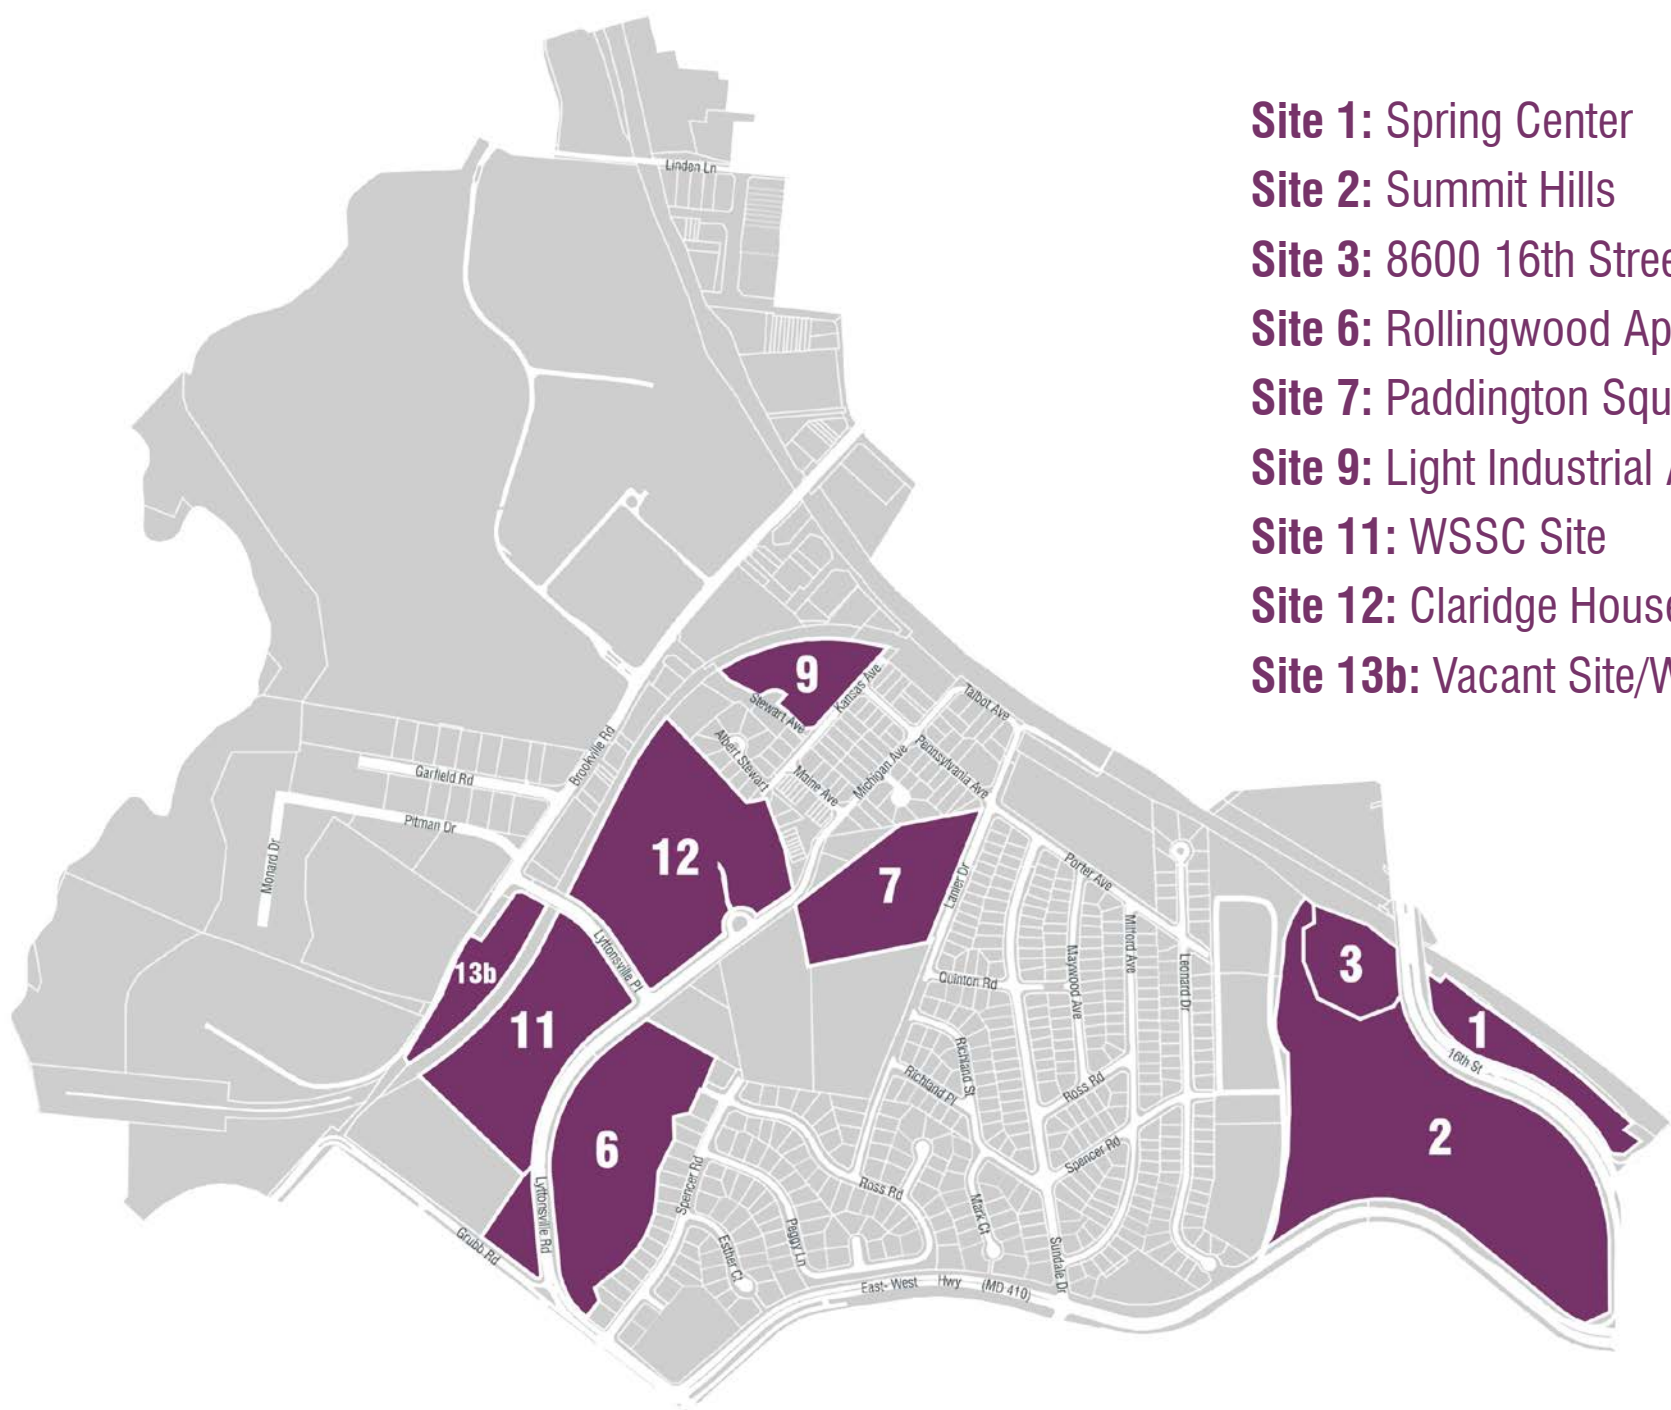 Site 1: Spring Center
Site 2: Summit Hills
Site 3: 8600 16th
Site 6: Rollingwood
Site 7: Paddington
Site 9: Light Industrial
Site 11: WSSC Site
Site 12: Claridge House
Site 13b: Vacant
Linden Ln
9
Kansas Ave
Stewart Ave
Talbot Ave
Albert Stewart
Michigan Ave
Pennsylvania Ave
Maine Ave
Brookville Rd
Garfield Rd
Pitman Dr
Monard Dr
12
7
Lanier Dr
Porter Ave
Milford Ave
Maywood Ave
Leonard Dr
Quinton Rd
Lyttonsville Pl
13b
11
3
1
16th St
2
Richland St
Richland Pl
Ross Rd
Spencer Rd
6
Spencer Rd
Ross Rd
Mark Ct
Peggy Ln
Esther Ct
Sundale Dr
Lyttonsville Rd
Grubb Rd
East-West Hwy (MD 410)